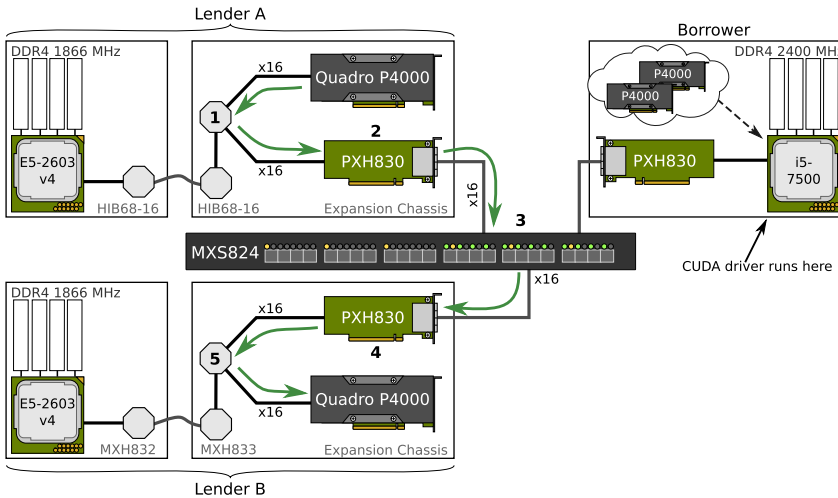 Lender A
Borrower
DDR4 1866 MHz
x16
Quadro P4000
DDR4 2400 MHz
P4000
P4000
1
2
E5-2603
v4
x16
PXH830
PXH830
i5-
7500
x16
HIB68-16
HIB68-16
Expansion Chassis
3
MXS824
CUDA driver runs here
x16
DDR4 1866 MHz
x16
PXH830
5
4
E5-2603
v4
Quadro P4000
x16
MXH832
MXH833
Expansion Chassis
Lender B